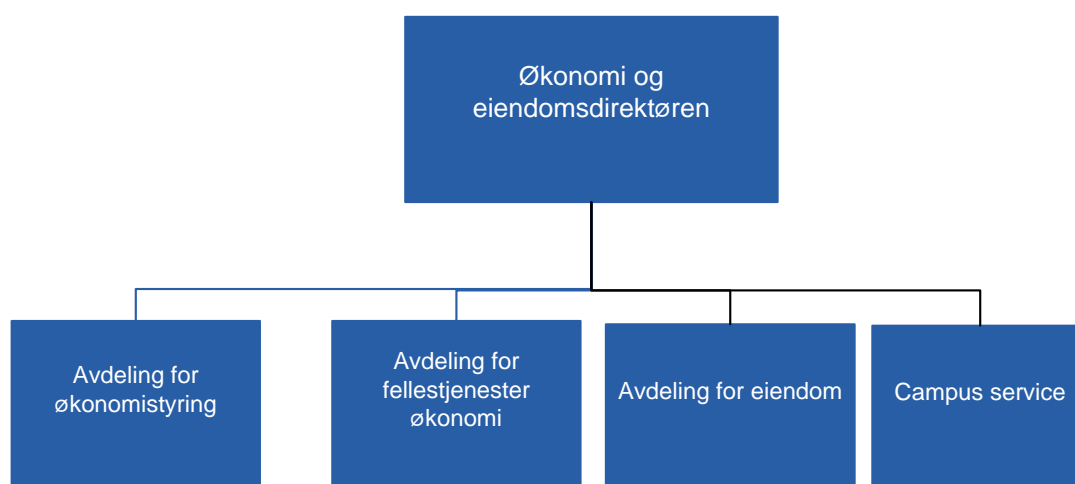 Økonomi og
eiendomsdirektøren
Avdeling for
økonomistyring
Avdeling for
fellestjenester
økonomi
Avdeling for eiendom
Campus service